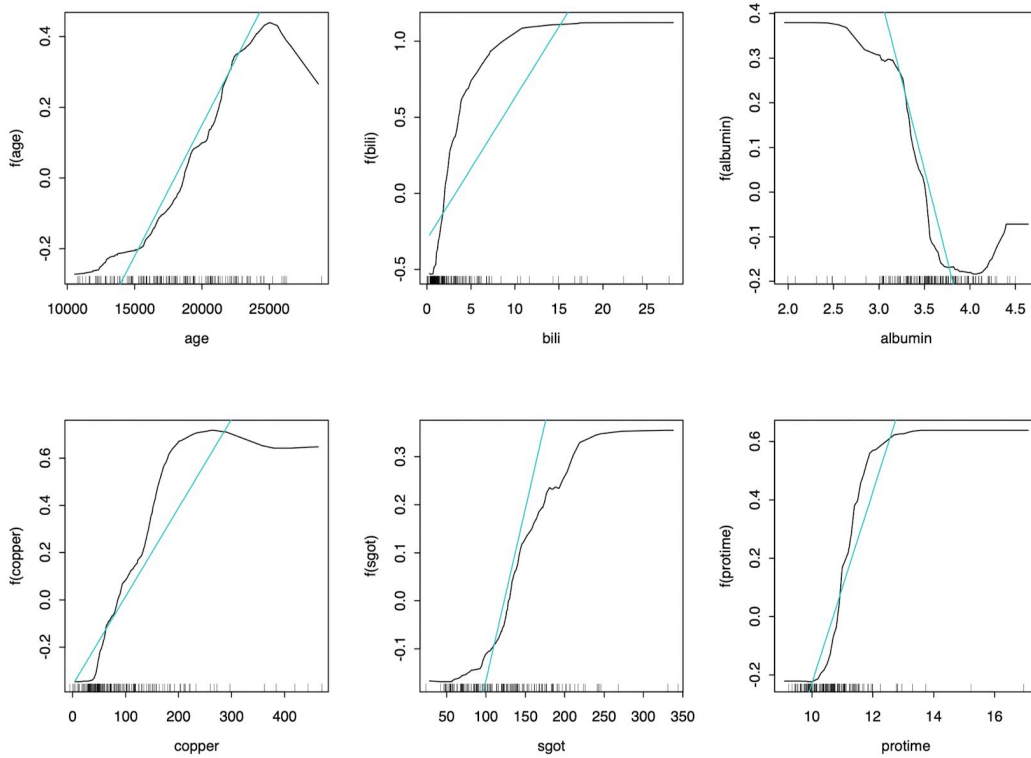 f(age)
0.4
0.2
0.0
-0.2
10000 15000 20000 25000
age
f(bili)
1.0
0.5
0.0
-0.5
0 5 10 15 20 25
bili
f(albumin)
0.4
0.3
0.2
0.1
0.0
-0.1
-0.2
2.0 2.5 3.0 3.5 4.0 4.5
albumin
f(copper)
0.6
0.4
0.2
0.0
-0.2
0 100 200 300 400
copper
f(sgot)
0.3
0.1
0.0
-0.1
50 100 150 200 250 300 350
sgot
f(protime)
0.6
0.4
0.2
0.0
-0.2
10 12 14 16
protime